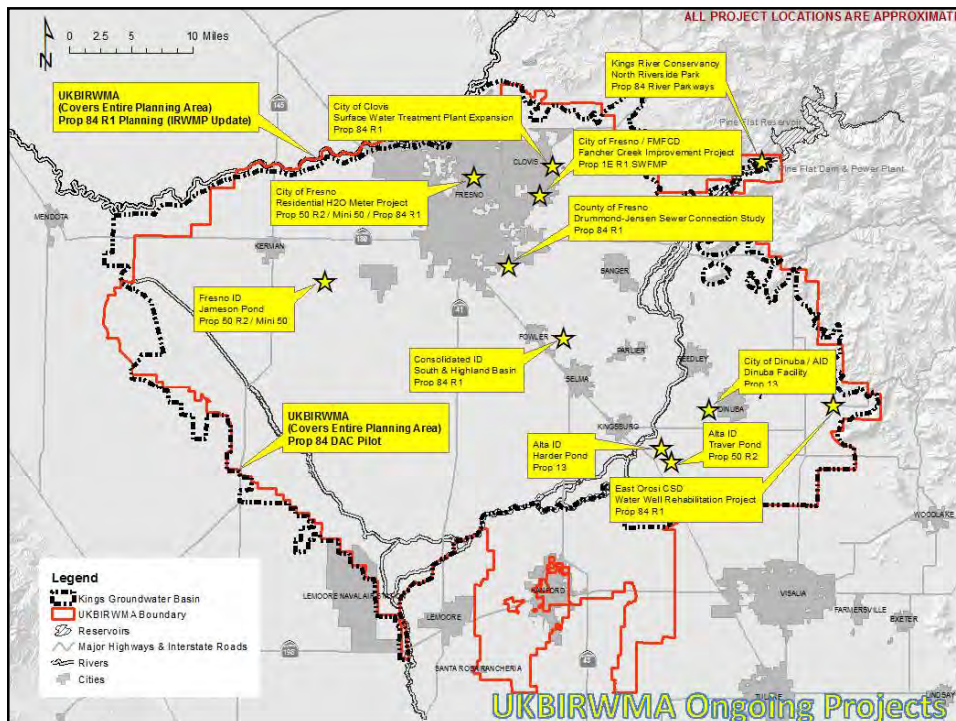 ALL PROJECT LOCATIONS ARE APPROXIMATE
N
0 2.5 5 10 Miles
UKBIRWMA
(Covers Entire Planning Area)
Prop 84 R1 Planning (IRWMP Update)
City of Clovis
Surface Water Treatment Plant Expansion
Prop 84 R1
Kings River Conservancy
North Riverside Park
Prop 84 River Parkways
Pine Flat Reservoir
City of Fresno / FMFCD
Fancher Creek Improvement Project
Prop 1E R1 SWFMP
Pine Flat Dam & Power Plant
145
CLOVIS
FRESNO
City of Fresno
Residential H2O Meter Project
Prop 50 R2 / Mini 50 / Prop 84 R1
County of Fresno
Drummond-Jensen Sewer Connection Study
Prop 84 R1
MENDOTA
KERMAN
180
SANGER
Fresno ID
Jameson Pond
Prop 50 R2 / Mini 50
41
FOWLER
PARLIER
REEDLEY
Consolidated ID
South & Highland Basin
Prop 84 R1
SELMA
City of Dinuba / AID
Dinuba Facility
Prop 13
DINUBA
UKBIRWMA
(Covers Entire Planning Area)
Prop 84 DAC Pilot
KINGSBURG
Alta ID
Harder Pond
Prop 13
Alta ID
Traver Pond
Prop 50 R2
East Orosi CSD
Water Well Rehabilitation Project
Prop 84 R1
WOODLAKE
Legend
Kings Groundwater Basin
UKBIRWMA Boundary
Reservoirs
Major Highways & Interstate Roads
Rivers
Cities
LEMOORE NAVAL AIR
LEMOORE
HANFORD
VISALIA
FARMERSVILLE
EXETER
198
SANTA ROSA RANCHERIA
43
TULARE
LINDSAY
UKBIRWMA Ongoing Projects